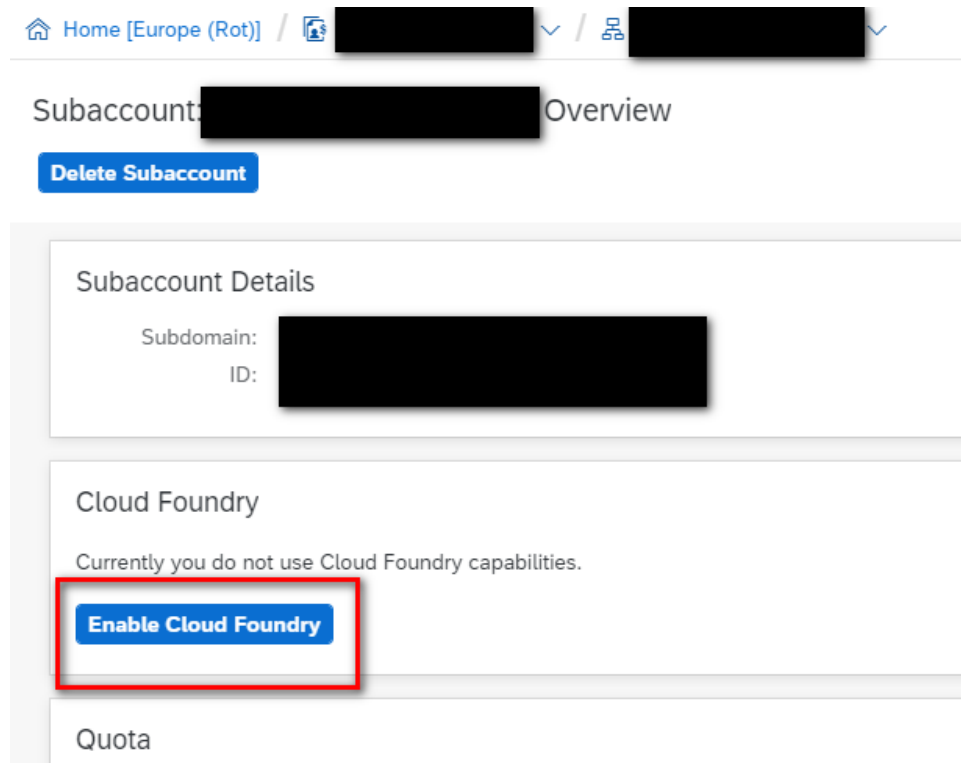 Home [Europe (Rot)] / /
Subaccount: Overview
Delete Subaccount
Subaccount Details
Subdomain:
ID:
Cloud Foundry
Currently you do not use Cloud Foundry capabilities.
Enable Cloud Foundry
Quota